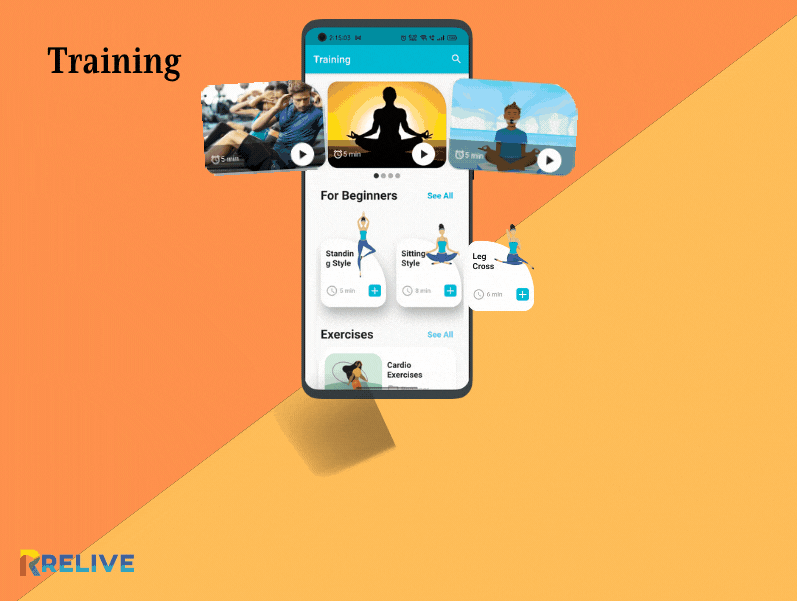 Training
2:15:03
Training
5 min
5 min
5 min
For Beginners
See All
Standin
g Style
5 min
Sitting
Style
8 min
Leg
Cross
6 min
Exercises
See All
Cardio
Exercises
RELIVE